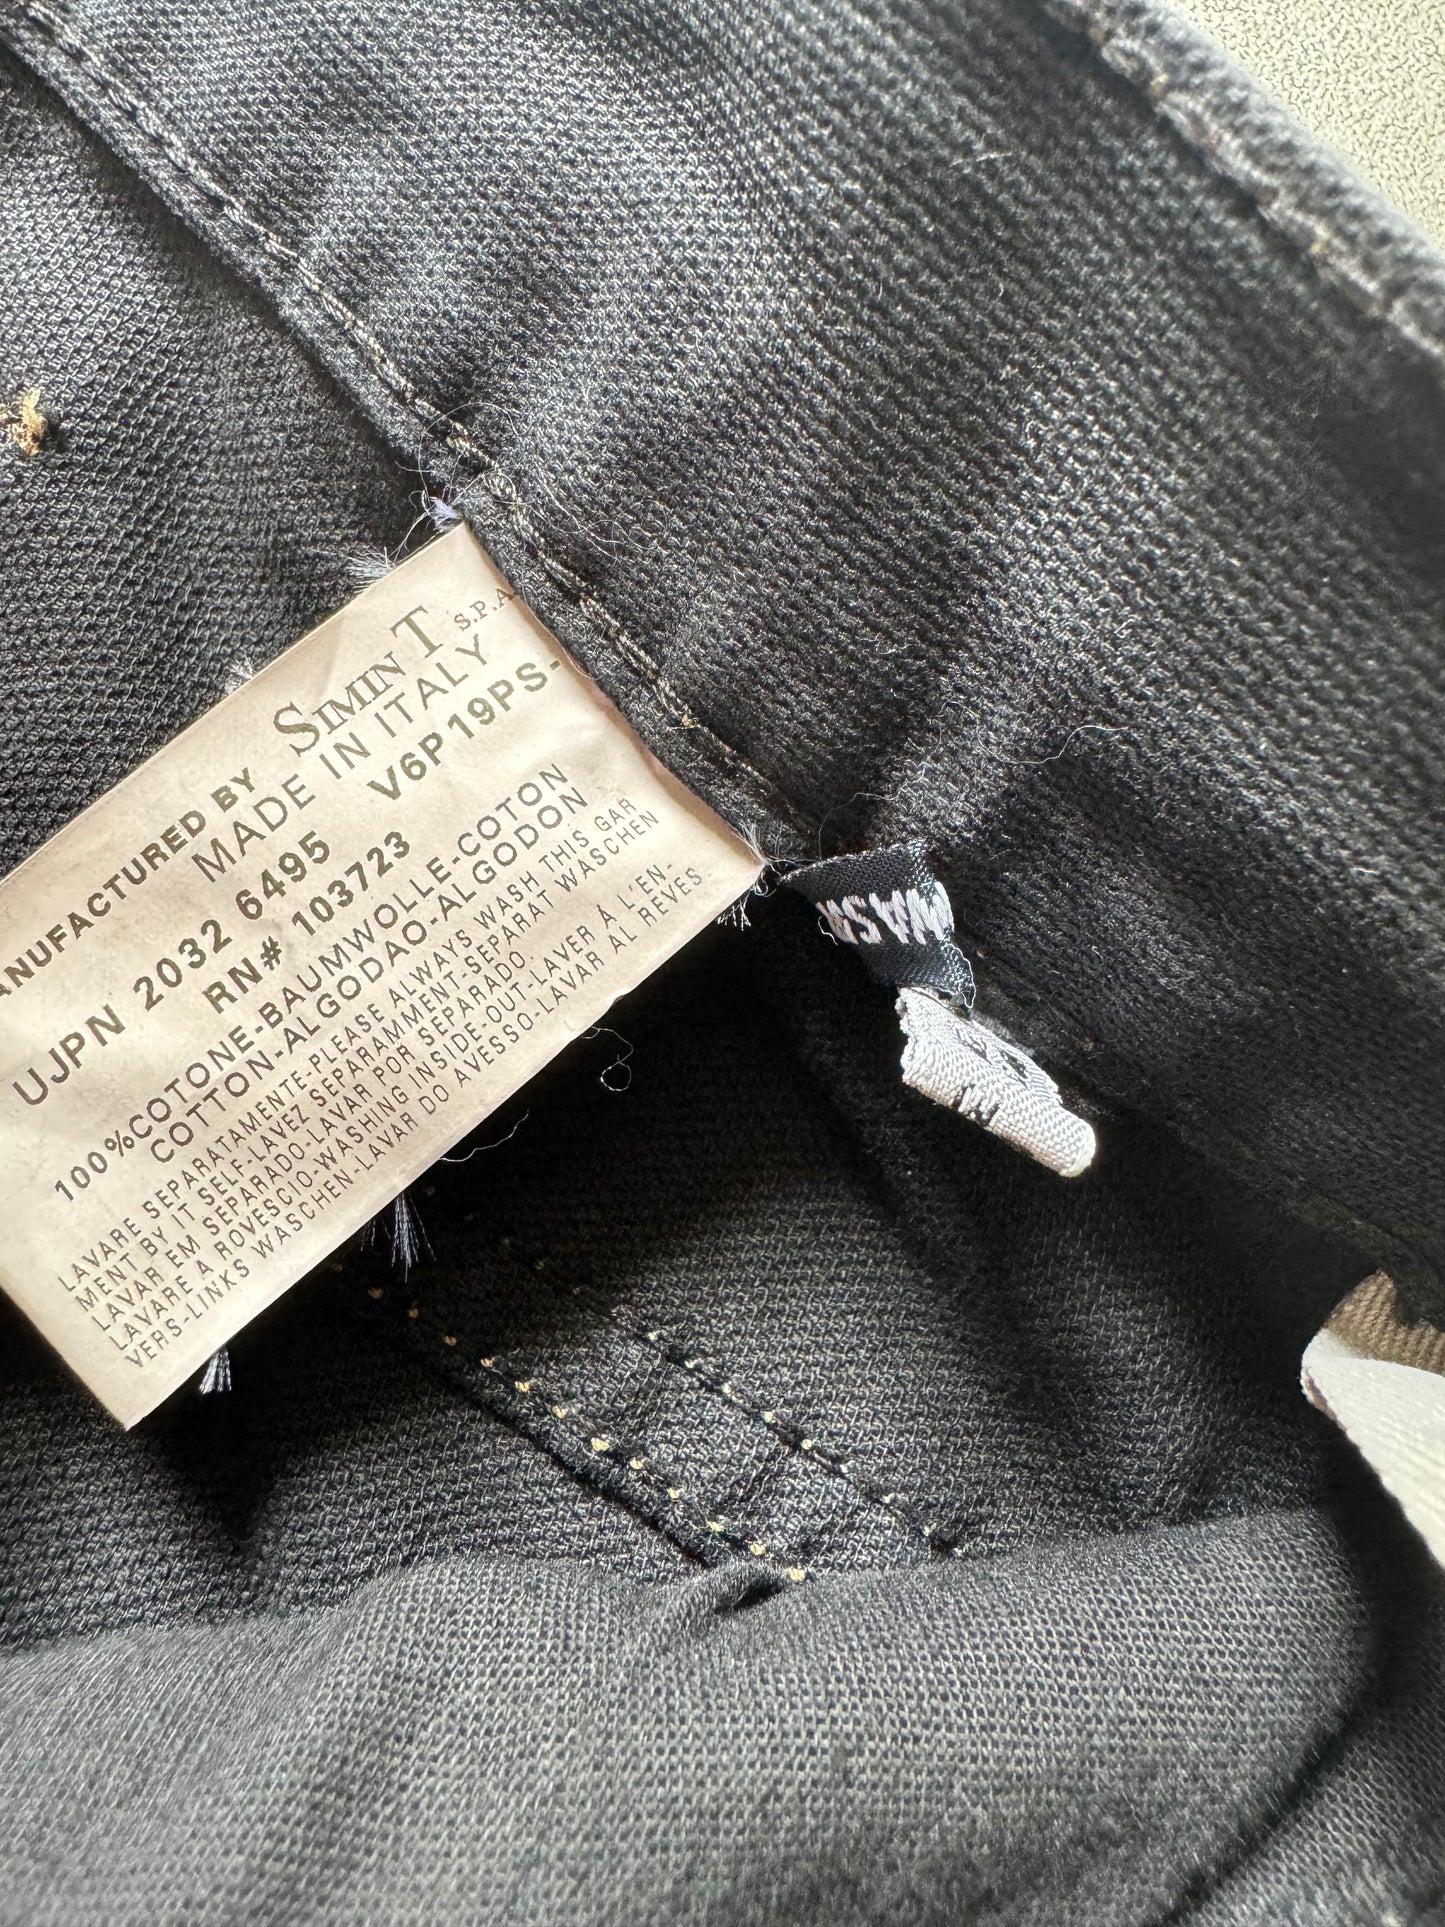 MANUFACTURED BY SIMINT S.P.A.
MADE IN ITALY
UJPN 2032 6495 V6P19PS-
RN# 103723
100%COTONE-BAUMWOLLE-COTON
COTTON-ALGODAO-ALGODON
LAVARE SEPARATAMENTE-PLEASE ALWAYS WASH THIS GAR
MENT BY IT SELF-LAVEZ SEPARAMMENT-SEPARAT WASCHEN
LAVAR EM SEPARADO-LAVAR POR SEPARADO.
LAVARE A ROVESCIO-WASHING INSIDE-OUT-LAVER À L'EN-
VERS-LINKS WASCHEN-LAVAR DO AVESSO-LAVAR AL REVES.